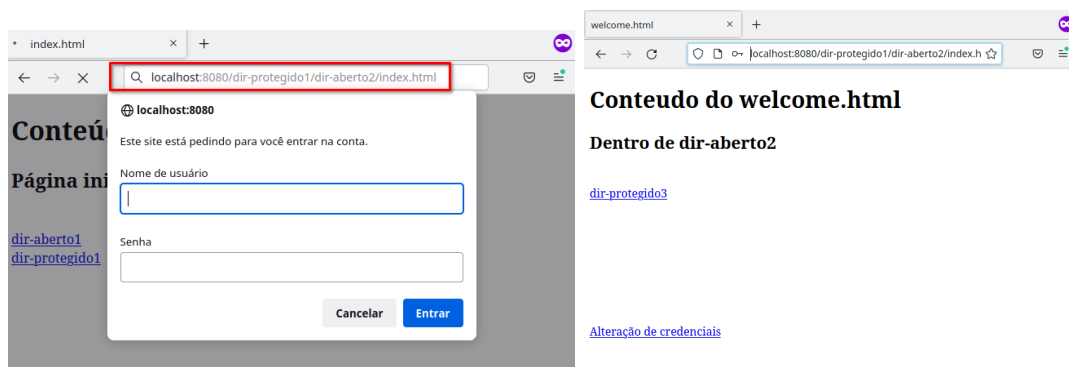 index.html
localhost:8080/dir-protegido1/dir-aberto2/index.html
localhost:8080
Este site está pedindo para você entrar na conta.
Nome de usuário
Senha
Cancelar Entrar
Página
dir-aberto1
dir-protegido1
welcome.html
localhost:8080/dir-protegido1/dir-aberto2/index.h
Conteudo do welcome.html
Dentro de dir-aberto2
dir-protegido3
Alteração de credenciais